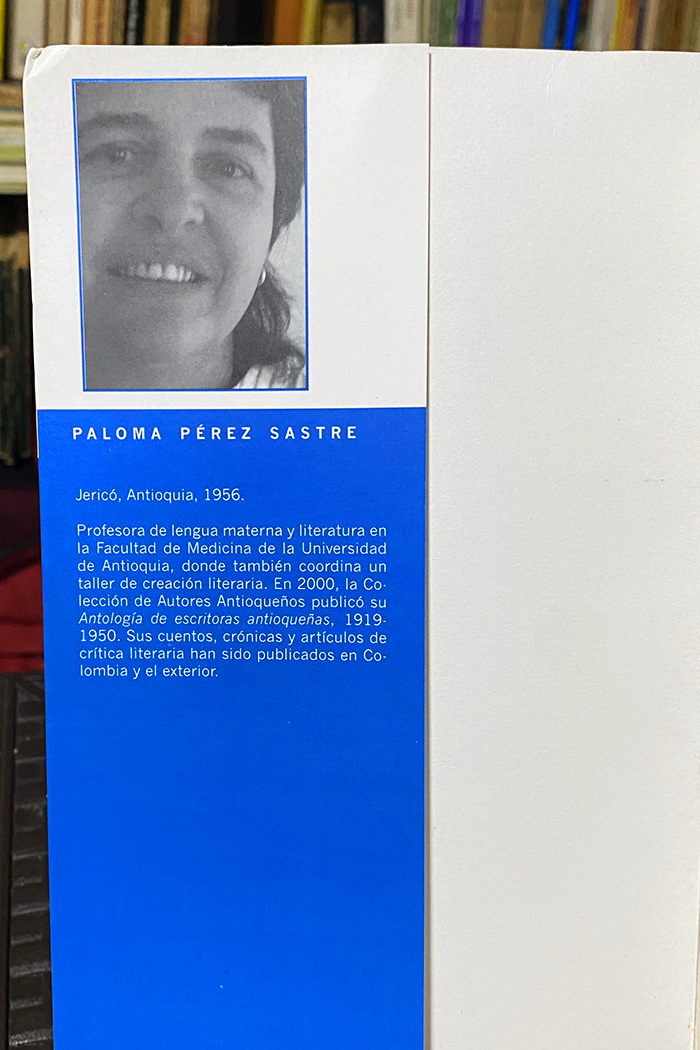 PALOMA PÉREZ SASTRE
Jericó, Antioquia, 1956.
Profesora de lengua materna y literatura en
la Facultad de Medicina de la Universidad
de Antioquia, donde también coordina un
taller de creación literaria. En 2000, la Co-
lección de Autores Antioqueños publicó su
Antología de escritoras antioqueñas, 1919-
1950. Sus cuentos, crónicas y artículos de
crítica literaria han sido publicados en Co-
lombia y el exterior.